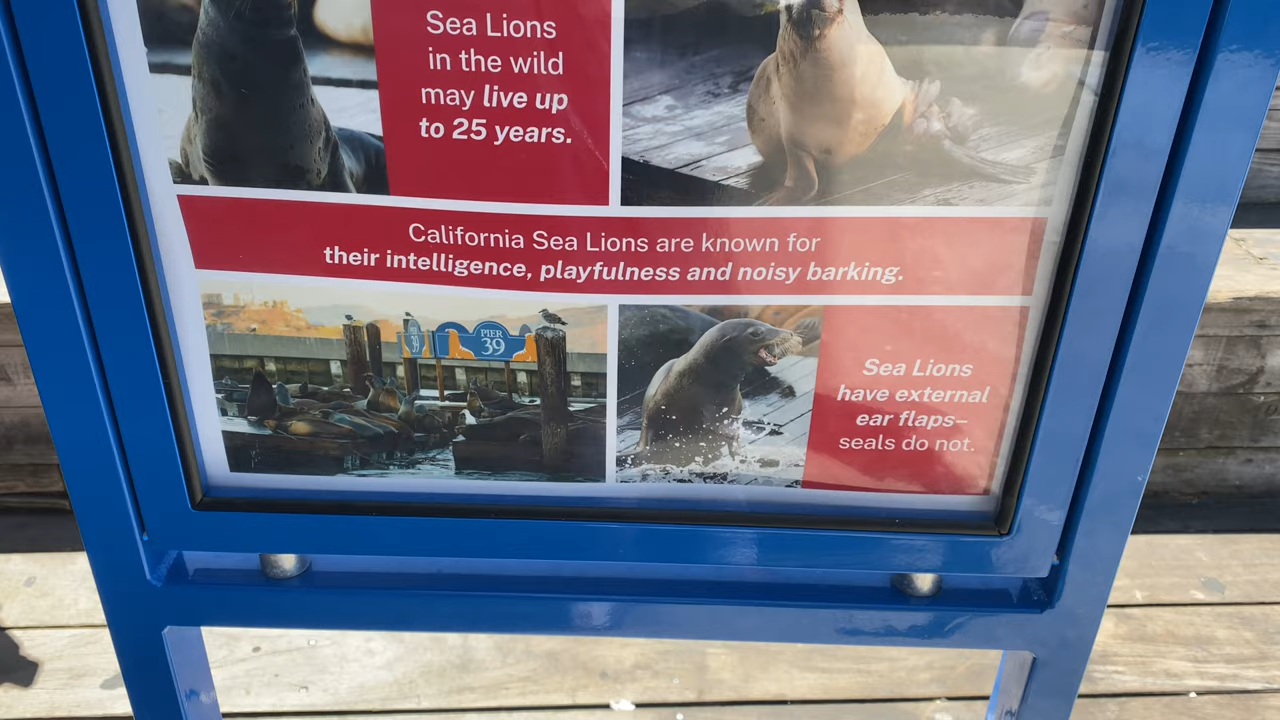 Sea Lions
in the wild
may live up
to 25 years.
California Sea Lions are known for
their intelligence, playfulness and noisy barking.
39
PIER
39
Sea Lions
have external
ear flaps–
seals do not.